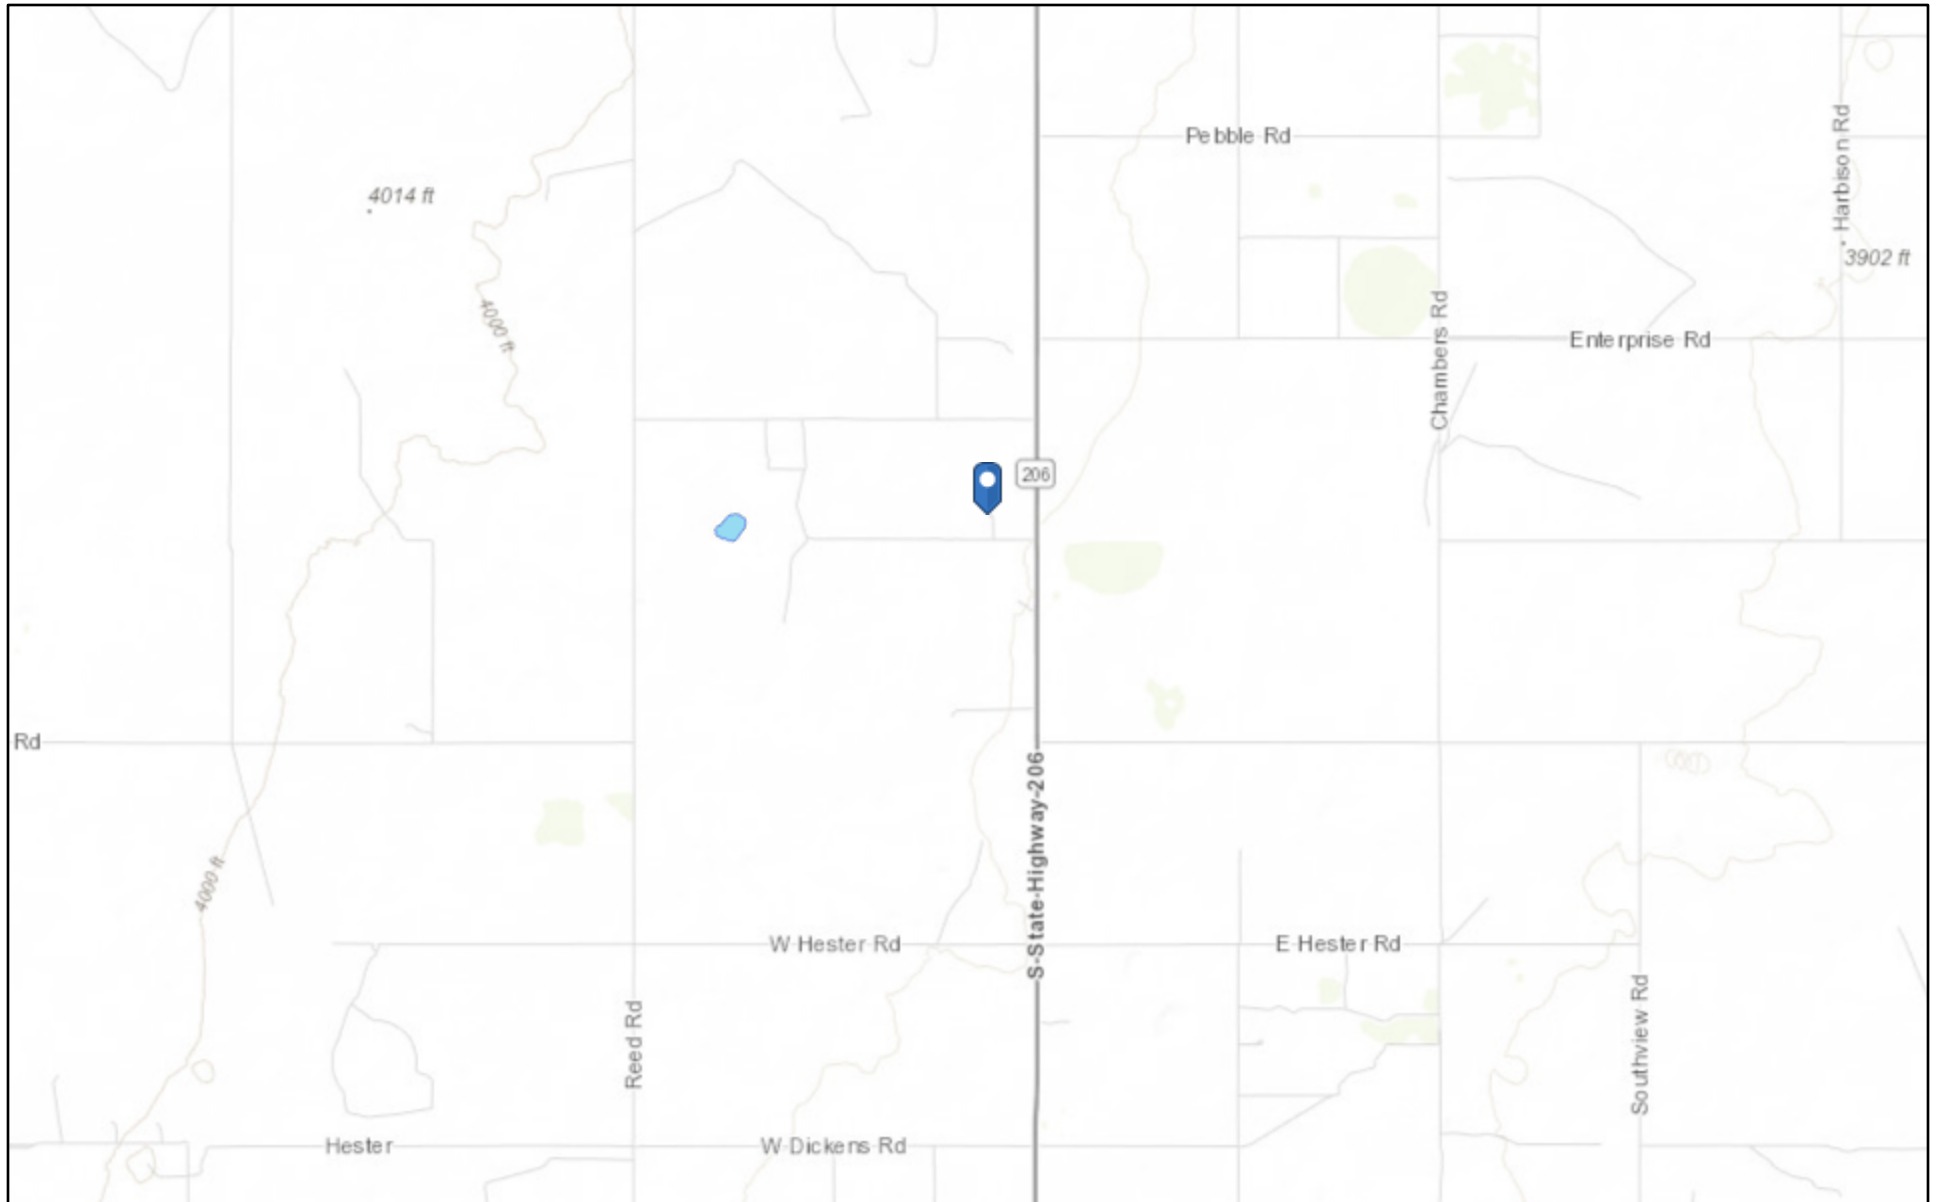 Pebble Rd
Harbison Rd
4014 ft
3902 ft
4000 ft
Chambers Rd
Enterprise Rd
206
Rd
S-State-Highway-206
4000 ft
W Hester Rd
E Hester Rd
Reed Rd
Southview Rd
Hester
W Dickens Rd